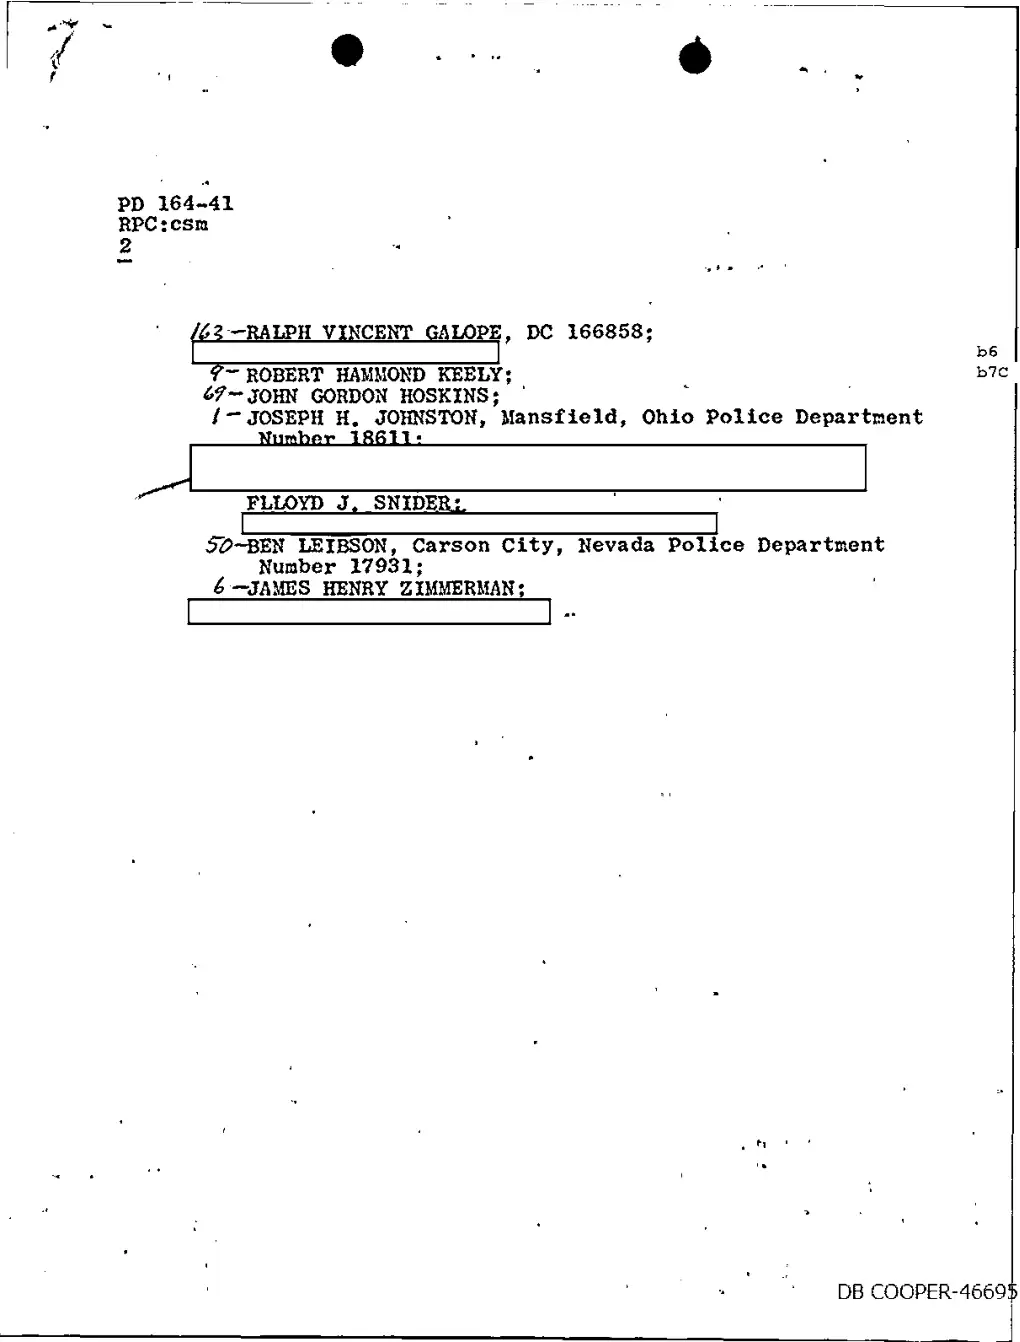 PD 164-41
RPC:csm
2
163-RALPH VINCENT GALOPE, DC 166858;
b6
b7C
9-ROBERT HAMMOND KEELY;
69-JOHN GORDON HOSKINS;
1-JOSEPH H. JOHNSTON, Mansfield, Ohio Police Department
Number 18611;
FLLOYD J. SNIDER;
50-BEN LEIBSON, Carson City, Nevada Police Department
Number 17931;
6-JAMES HENRY ZIMMERMAN;
DB COOPER-46695